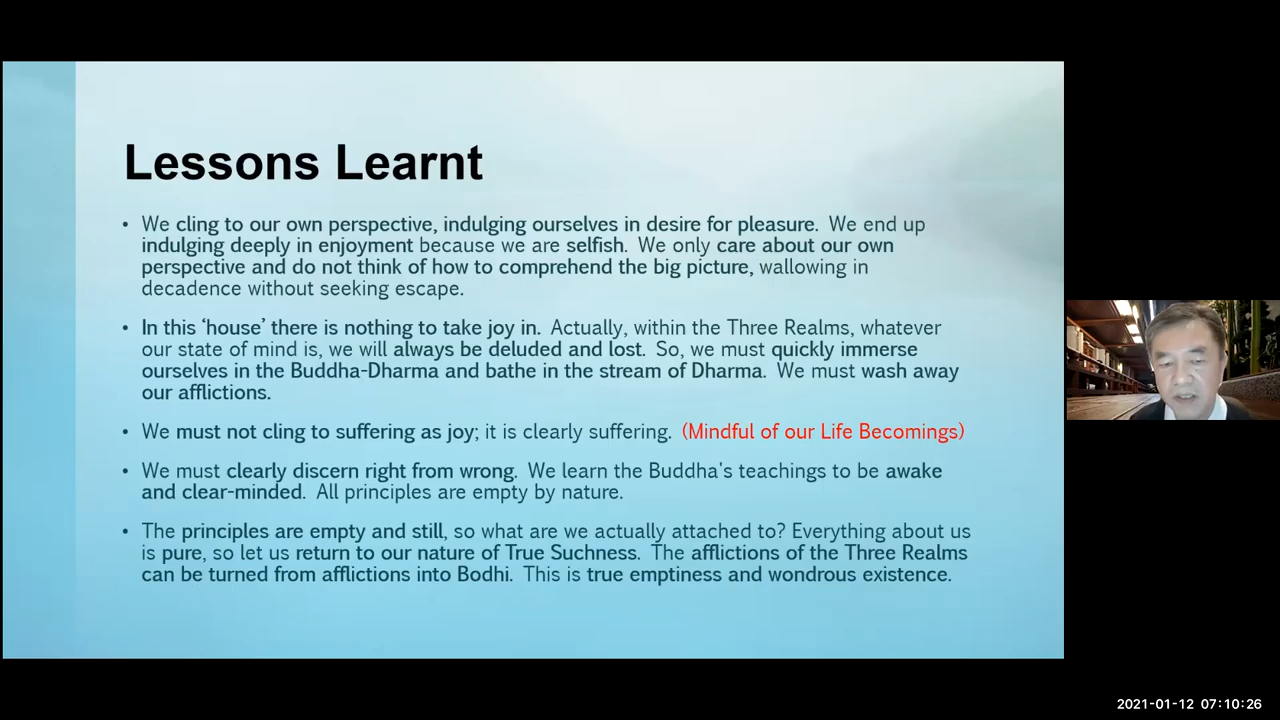 Lessons Learnt
• We cling to our own perspective, indulging ourselves in desire for pleasure. We end up
indulging deeply in enjoyment because we are selfish. We only care about our own
perspective and do not think of how to comprehend the big picture, wallowing in
decadence without seeking escape.
• In this ‘house’ there is nothing to take joy in. Actually, within the Three Realms, whatever
our state of mind is, we will always be deluded and lost. So, we must quickly immerse
ourselves in the Buddha-Dharma and bathe in the stream of Dharma. We must wash away
our afflictions.
• We must not cling to suffering as joy; it is clearly suffering. (Mindful of our Life Becomings)
• We must clearly discern right from wrong. We learn the Buddha's teachings to be awake
and clear-minded. All principles are empty by nature.
• The principles are empty and still, so what are we actually attached to? Everything about us
is pure, so let us return to our nature of True Suchness. The afflictions of the Three Realms
can be turned from afflictions into Bodhi. This is true emptiness and wondrous existence.
2021-01-12 07:10:26